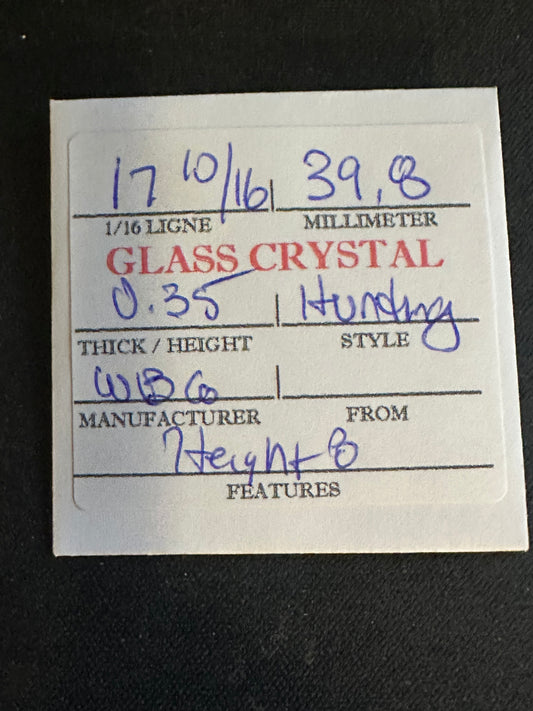 17 10/16 | 39.8
1/16 LIGNE MILLIMETER
GLASS CRYSTAL
0.35 | Hunting
THICK / HEIGHT STYLE
WB Co |
MANUFACTURER FROM
Height 8
FEATURES